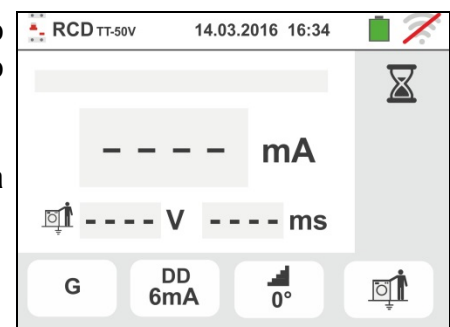 RCD TT-50V 14.03.2016 16:34
- - - - mA
- - - - V - - - - ms
G
DD
6mA
0°